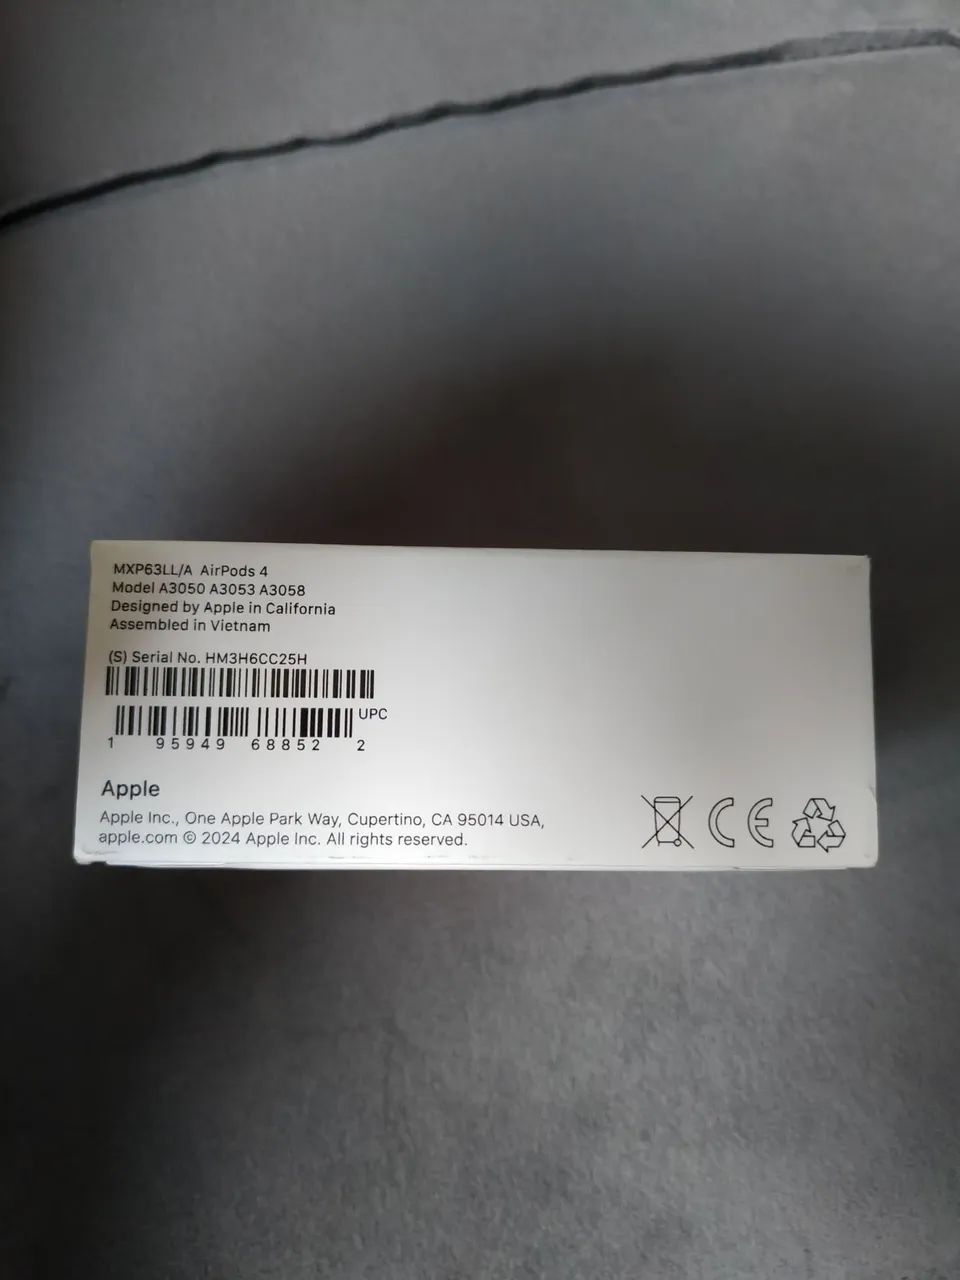 MXP63LL/A AirPods 4
Model A3050 A3053 A3058
Designed by Apple in California
Assembled in Vietnam
(S) Serial No. HM3H6CC25H
UPC
1 95949 68852 2
Apple
Apple Inc., One Apple Park Way, Cupertino, CA 95014 USA,
apple.com © 2024 Apple Inc. All rights reserved.
CE